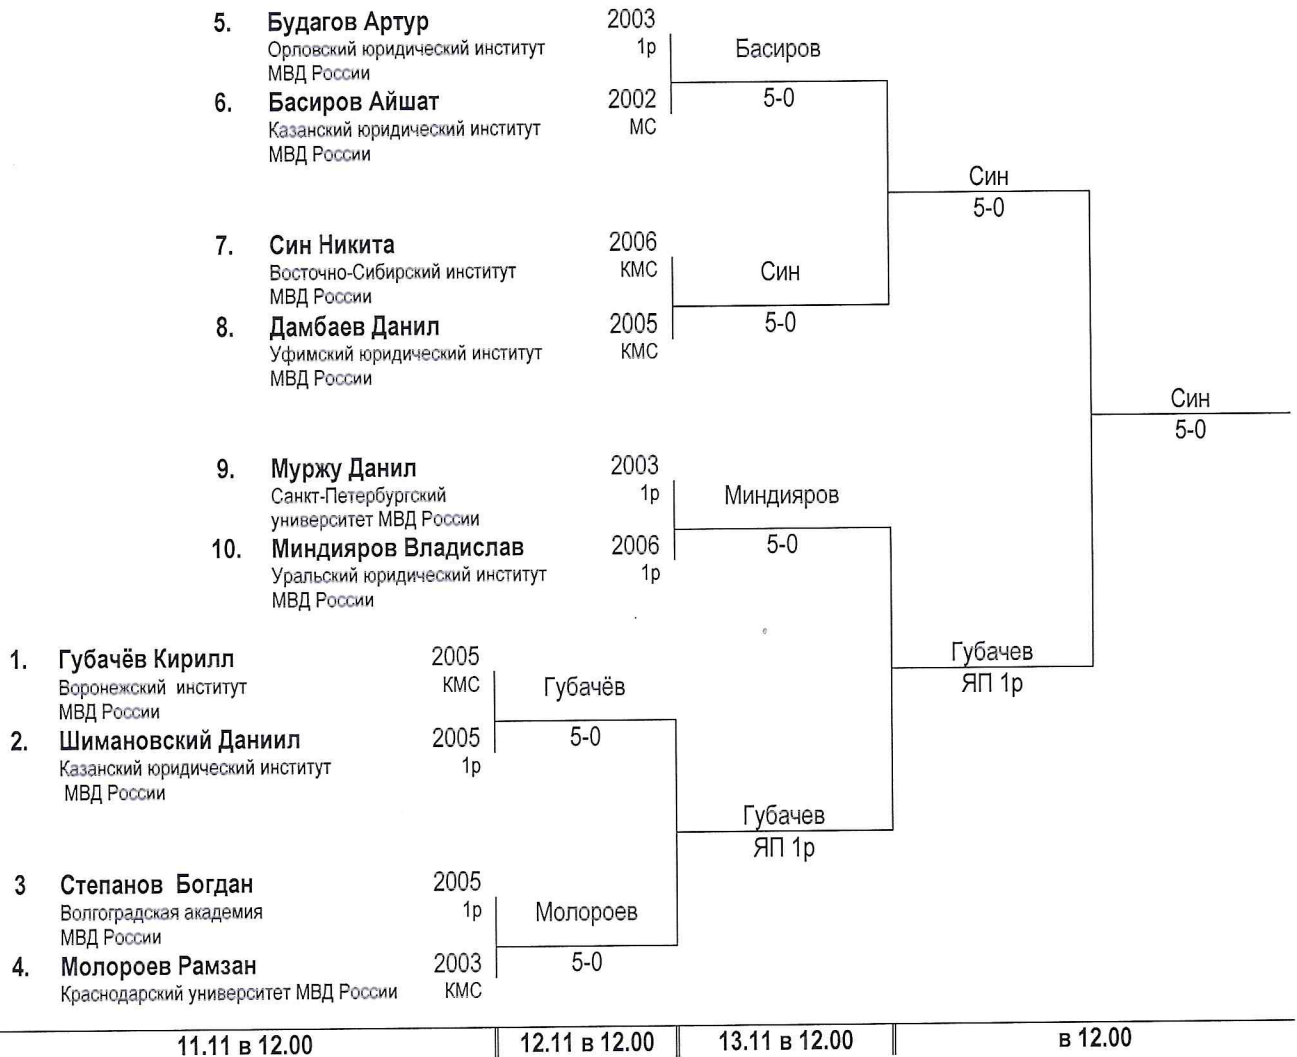 5. Будагов Артур 2003
Орловский юридический институт 1р
МВД России
Басиров
6. Басиров Айшат 2002
5-0
Казанский юридический институт МС
МВД России
Син
5-0
7. Син Никита 2006
Восточно-Сибирский институт КМС
МВД России
Син
8. Дамбаев Данил 2005
5-0
Уфимский юридический институт КМС
МВД России
Син
5-0
9. Муржу Данил 2003
Санкт-Петербургский 1р
университет МВД России
Миндияров
10. Миндияров Владислав 2006
5-0
Уральский юридический институт 1р
МВД России
Губачев
ЯП 1р
1. Губачёв Кирилл 2005
Воронежский институт КМС
МВД России
Губачёв
2. Шимановский Даниил 2005
5-0
Казанский юридический институт 1р
МВД России
Губачев
ЯП 1р
3 Степанов Богдан 2005
Волгоградская академия 1р
МВД России
Молороев
4. Молороев Рамзан 2003
5-0
Краснодарский университет МВД России КМС
11.11 в 12.00 12.11 в 12.00 13.11 в 12.00 в 12.00